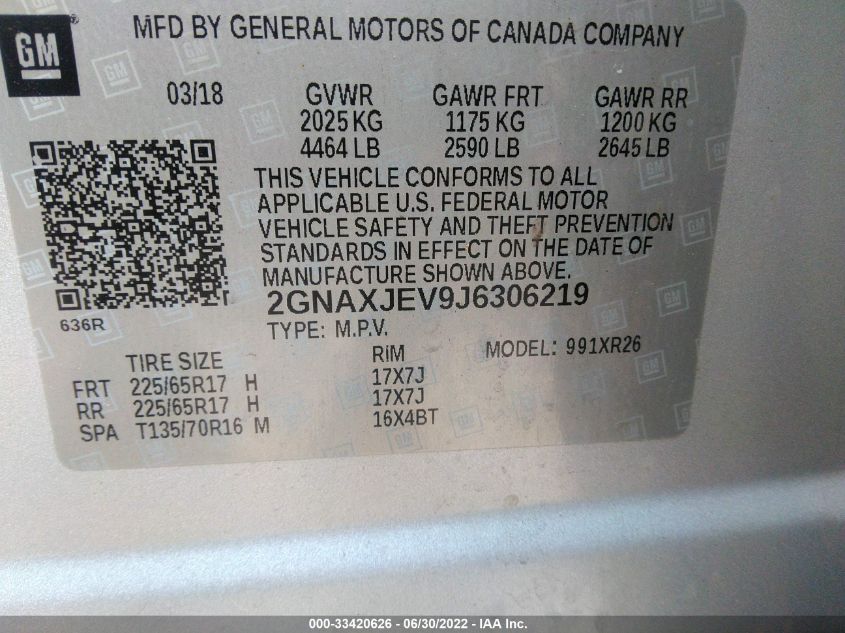 GM
MFD BY GENERAL MOTORS OF CANADA COMPANY
03/18 GVWR GAWR FRT GAWR RR
2025 KG 1175 KG 1200 KG
4464 LB 2590 LB 2645 LB
THIS VEHICLE CONFORMS TO ALL
APPLICABLE U.S. FEDERAL MOTOR
VEHICLE SAFETY AND THEFT PREVENTION
STANDARDS IN EFFECT ON THE DATE OF
MANUFACTURE SHOWN ABOVE.
2GNAXJEV9J6306219
636R
TYPE: M.P.V. MODEL: 991XR26
TIRE SIZE RIM
FRT 225/65R17 H 17X7J
RR 225/65R17 H 17X7J
SPA T135/70R16 M 16X4BT
000-33420626 - 06/30/2022 - IAA Inc.